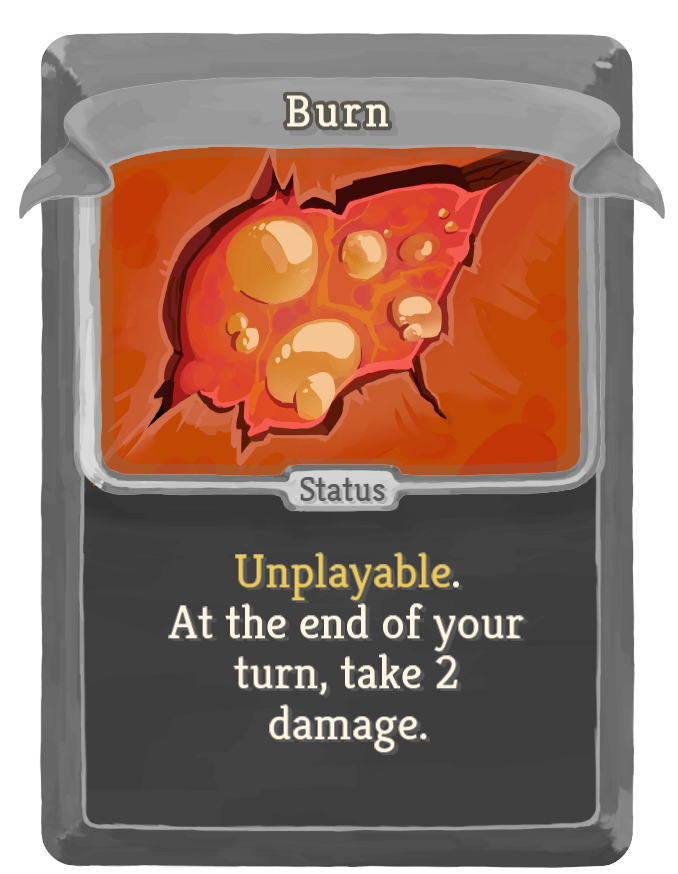 Burn
Status
Unplayable.
At the end of your
turn, take 2
damage.